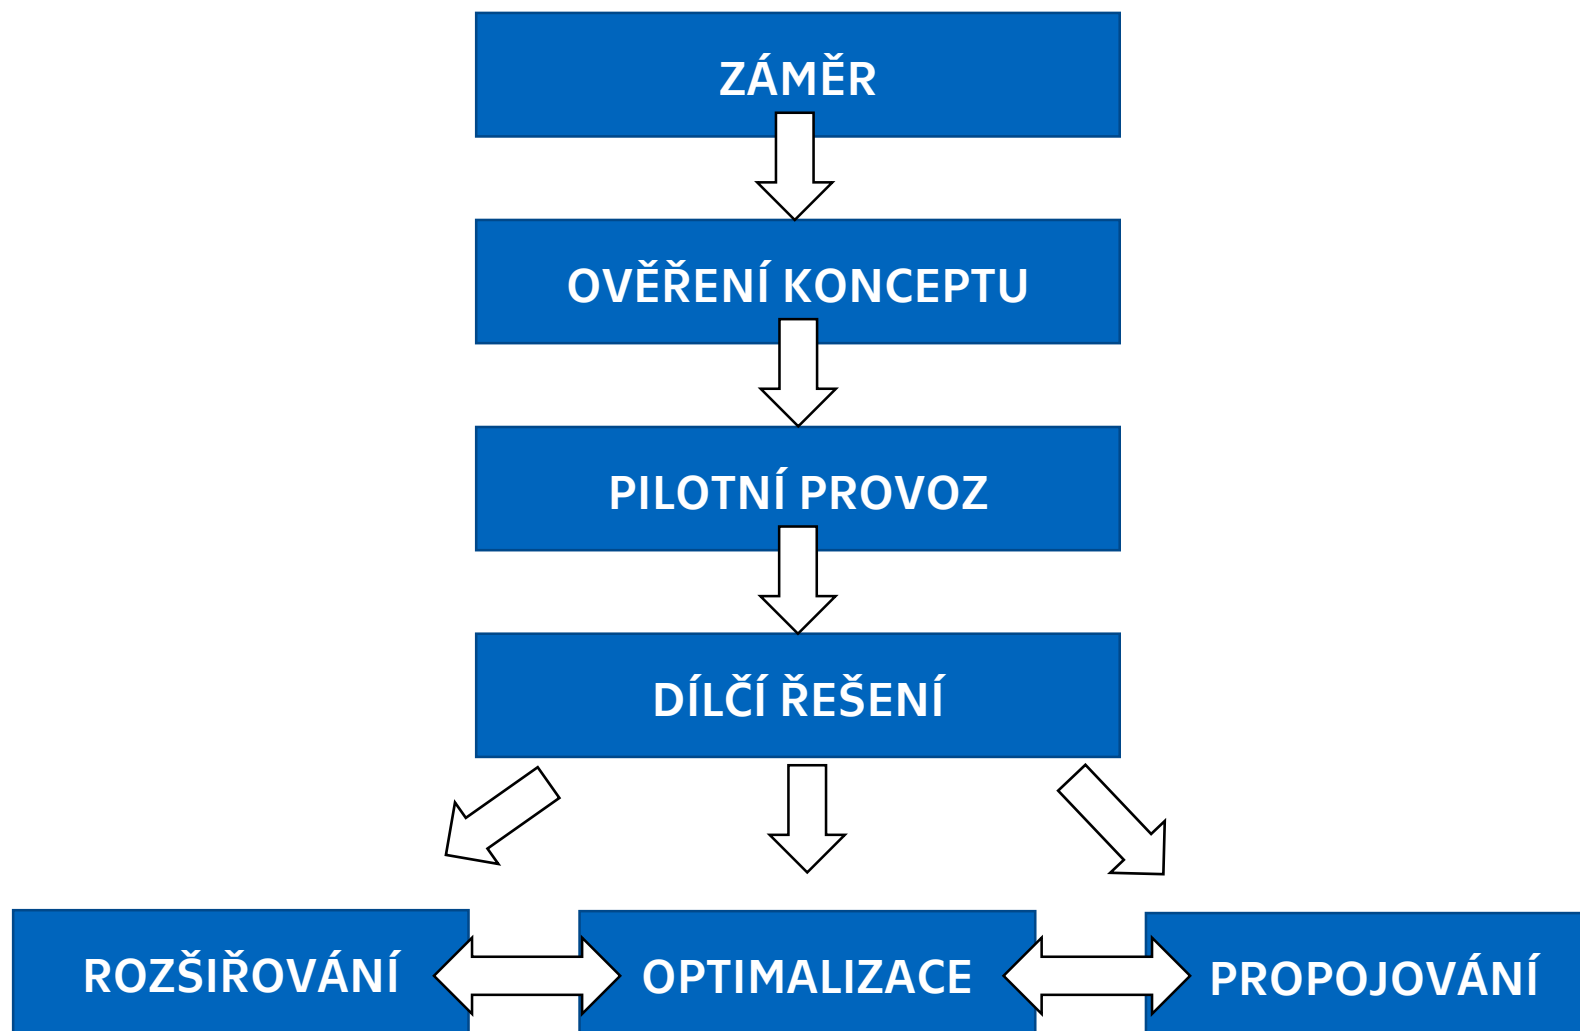 ZÁMĚR
OVĚŘENÍ KONCEPTU
PILOTNÍ PROVOZ
DÍLČÍ ŘEŠENÍ
ROZŠIŘOVÁNÍ
OPTIMALIZACE
PROPOJOVÁNÍ